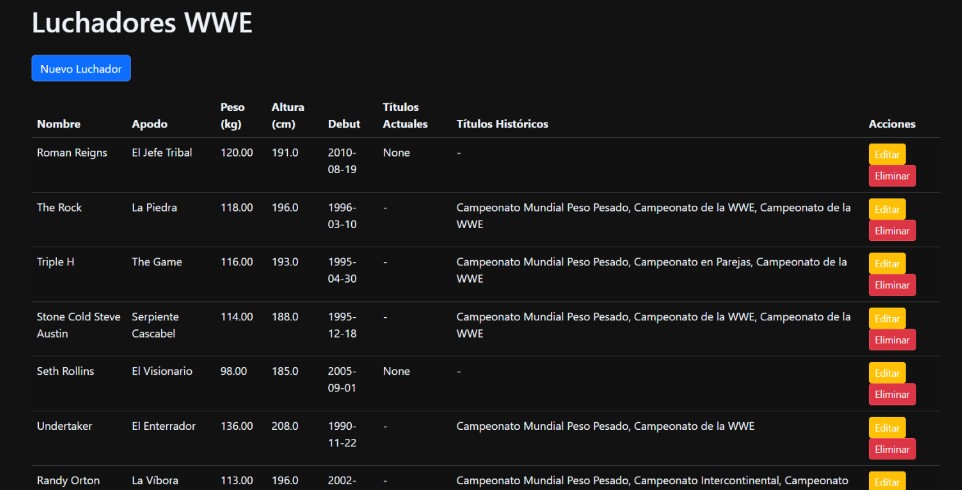 Luchadores WWE
Nuevo Luchador
Nombre Apodo Peso (kg) Altura (cm) Debut Títulos Actuales Títulos Históricos Acciones
Roman Reigns El Jefe Tribal 120.00 191.0 2010-08-19 None - Editar Eliminar
The Rock La Piedra 118.00 196.0 1996-03-10 - Campeonato Mundial Peso Pesado, Campeonato de la WWE, Campeonato de la WWE Editar Eliminar
Triple H The Game 116.00 193.0 1995-04-30 - Campeonato Mundial Peso Pesado, Campeonato en Parejas, Campeonato de la WWE Editar Eliminar
Stone Cold Steve Austin Serpiente Cascabel 114.00 188.0 1995-12-18 - Campeonato Mundial Peso Pesado, Campeonato de la WWE, Campeonato de la WWE Editar Eliminar
Seth Rollins El Visionario 98.00 185.0 2005-09-01 None - Editar Eliminar
Undertaker El Enterrador 136.00 208.0 1990-11-22 - Campeonato Mundial Peso Pesado, Campeonato de la WWE Editar Eliminar
Randy Orton La Víbora 113.00 196.0 2002- - Campeonato Mundial Peso Pesado, Campeonato Intercontinental, Campeonato Editar